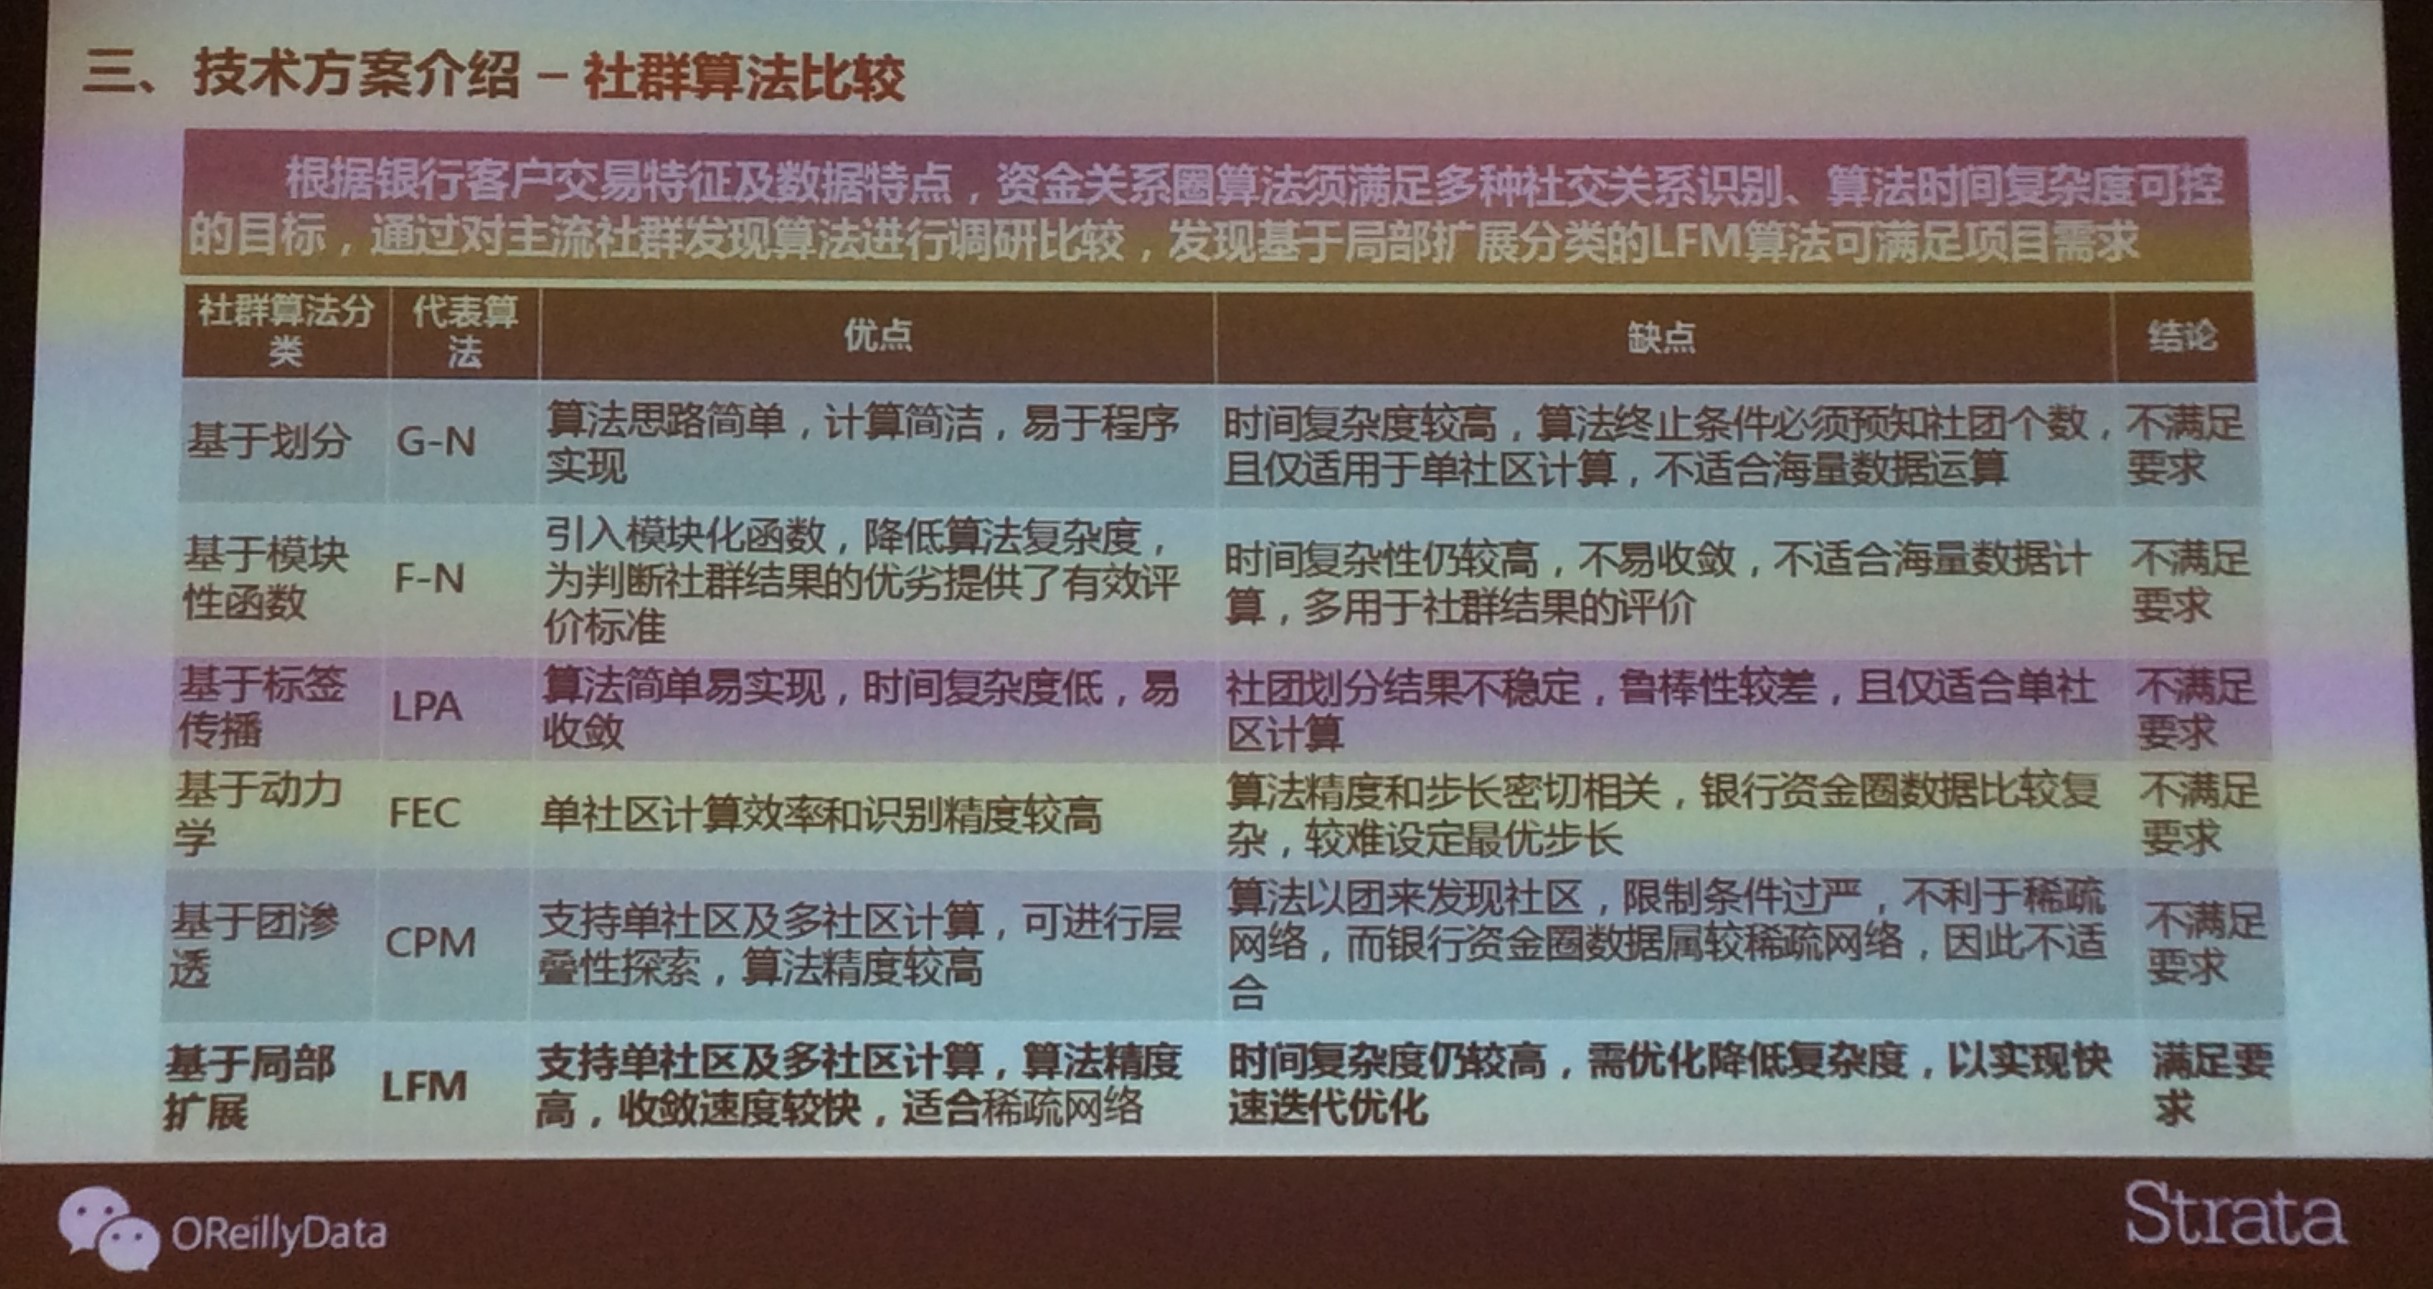 三、技术方案介绍 – 社群算法比较
根据银行客户交易特征及数据特点，资金关系圈算法须满足多种社交关系识别、算法时间复杂度可控
的目标，通过对主流社群发现算法进行调研比较，发现基于局部扩展分类的LFM算法可满足项目需求
社群算法分
类
代表算
法
优点
缺点
结论
基于划分
G-N
算法思路简单，计算简洁，易于程序
实现
时间复杂度较高，算法终止条件必须预知社团个数，
且仅适用于单社区计算，不适合海量数据运算
不满足
要求
基于模块
性函数
F-N
引入模块化函数，降低算法复杂度，
为判断社群结果的优劣提供了有效评
价标准
时间复杂性仍较高，不易收敛，不适合海量数据计
算，多用于社群结果的评价
不满足
要求
基于标签
传播
LPA
算法简单易实现，时间复杂度低，易
收敛
社团划分结果不稳定，鲁棒性较差，且仅适合单社
区计算
不满足
要求
基于动力
学
FEC
单社区计算效率和识别精度较高
算法精度和步长密切相关，银行资金圈数据比较复
杂，较难设定最优步长
不满足
要求
基于团渗
透
CPM
支持单社区及多社区计算，可进行层
叠性探索，算法精度较高
算法以团来发现社区，限制条件过严，不利于稀疏
网络，而银行资金圈数据属较稀疏网络，因此不适
合
不满足
要求
基于局部
扩展
LFM
支持单社区及多社区计算，算法精度
高，收敛速度较快，适合稀疏网络
时间复杂度仍较高，需优化降低复杂度，以实现快
速迭代优化
满足要
求
OReillyData
Strata